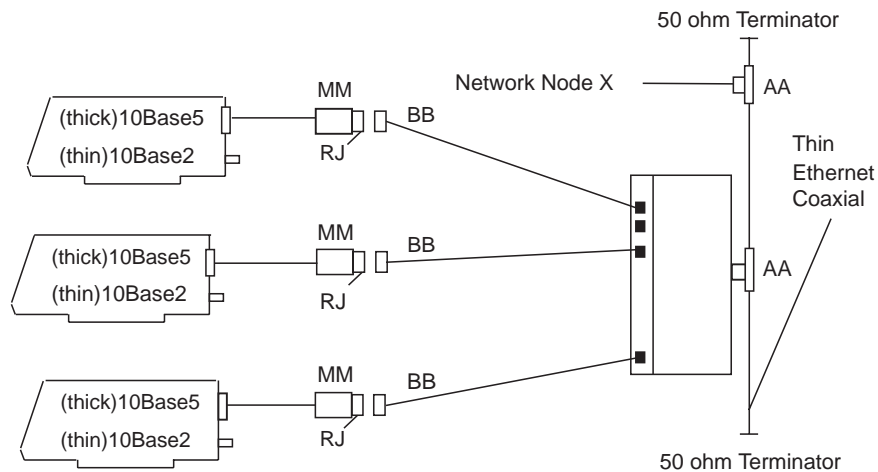 50 ohm Terminator
MM
Network Node X
AA
(thick)10Base5
BB
(thin)10Base2
RJ
Thin
Ethernet
Coaxial
MM
(thick)10Base5
BB
AA
(thin)10Base2
RJ
MM
BB
(thick)10Base5
(thin)10Base2
RJ
50 ohm Terminator